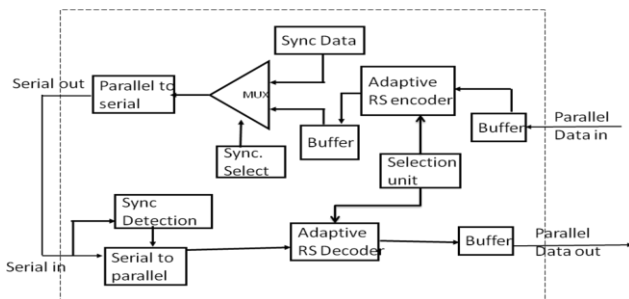 Sync Data
Serial out
Parallel to
serial
MUX
Adaptive
RS encoder
Buffer
Parallel
Data in
Buffer
Sync.
Select
Selection
unit
Sync
Detection
Serial in
Serial to
parallel
Adaptive
RS Decoder
Buffer
Parallel
Data out